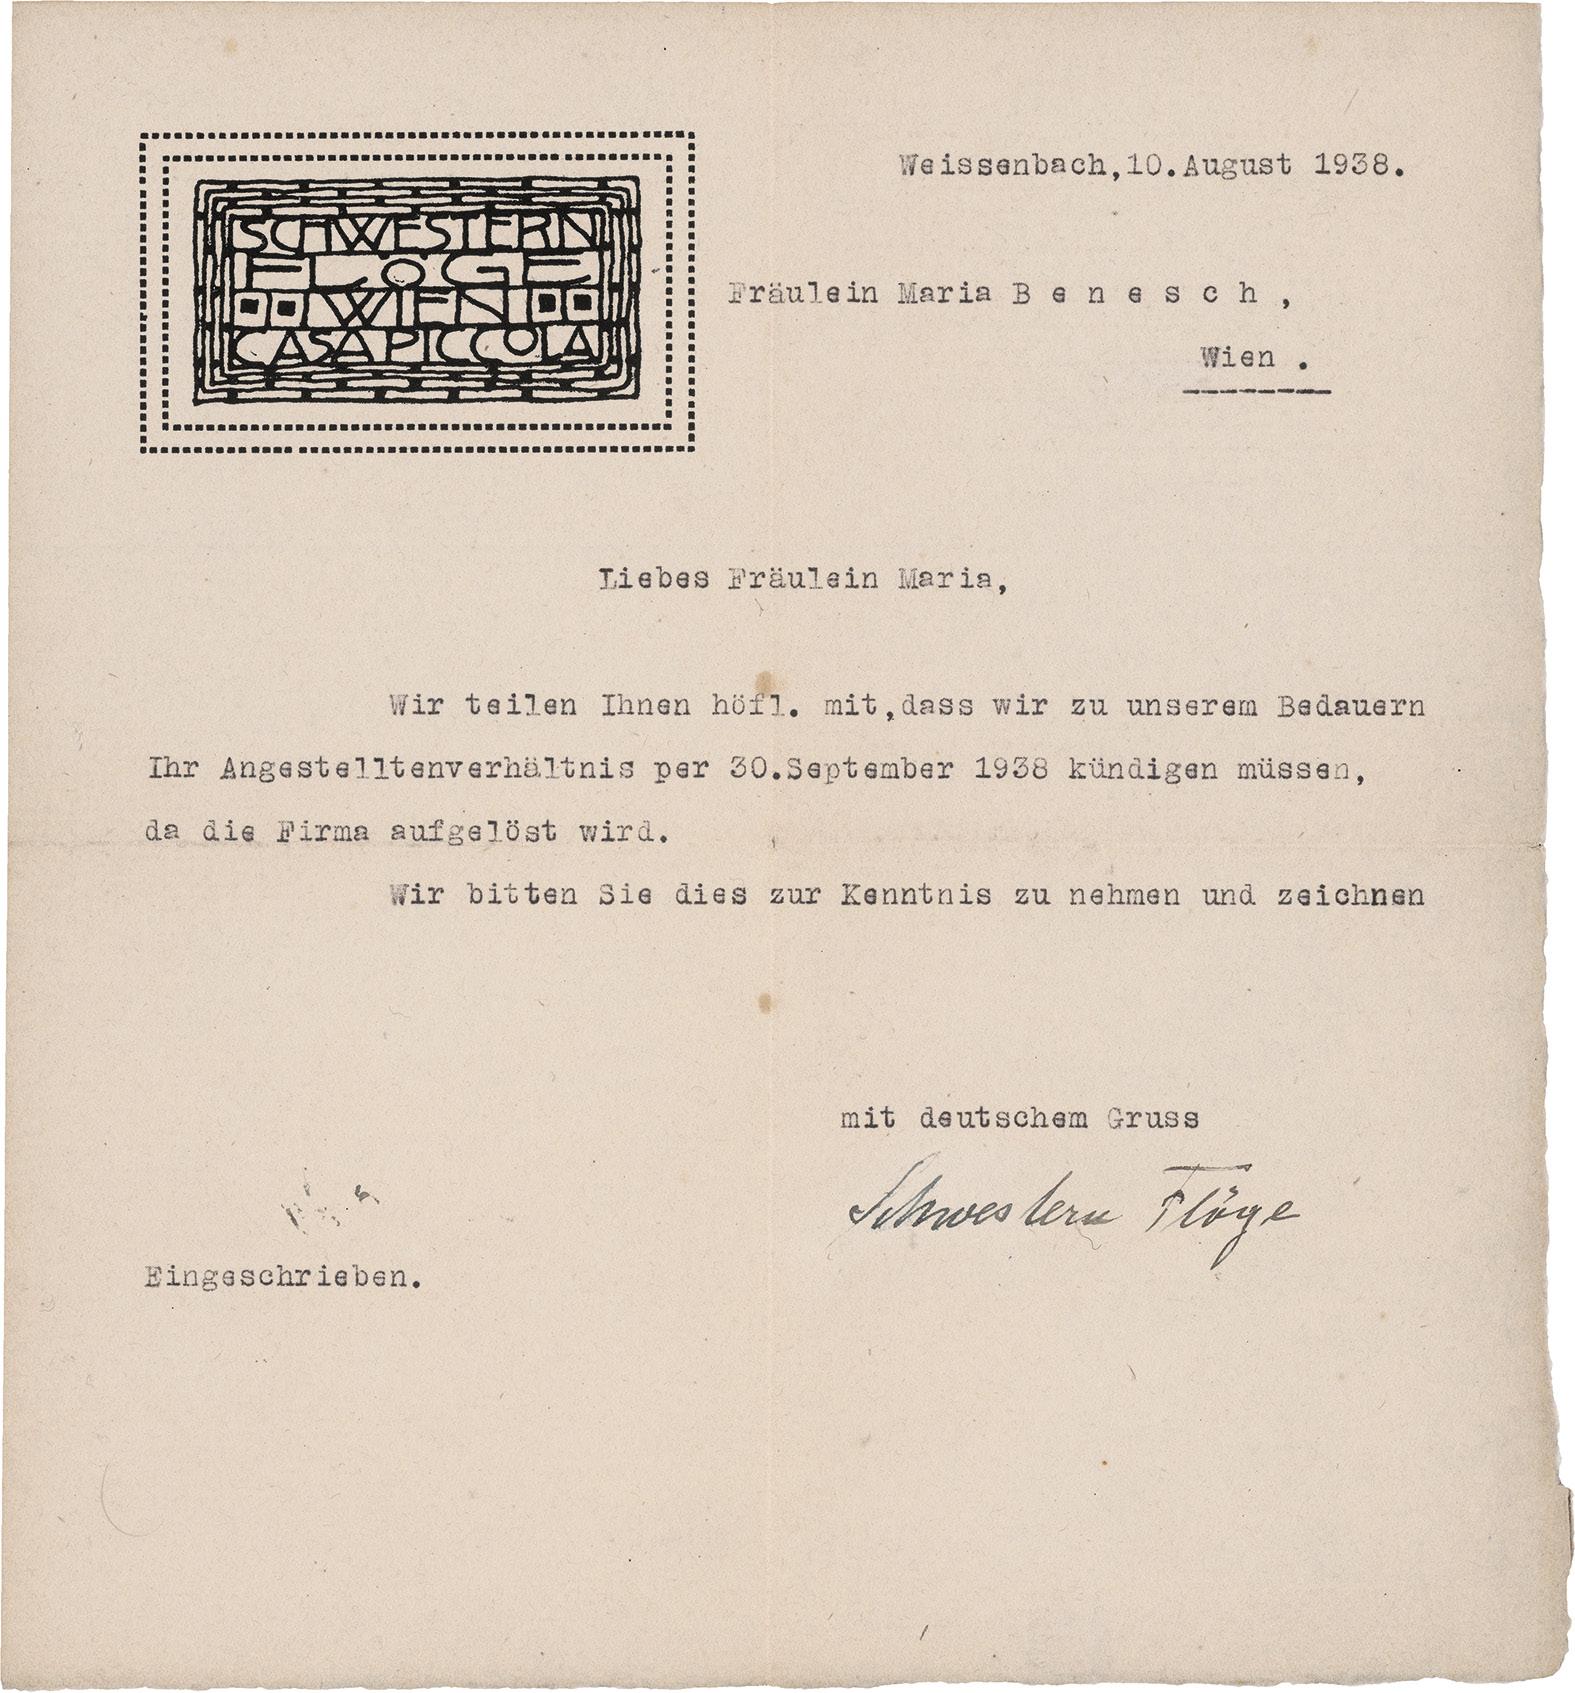 SCHWESTERN
FLÖGE
WIEN
CASA PICCOLA
Weissenbach,10.August 1938.
Fräulein Maria B e n e s c h ,
Wien .
Liebes Fräulein Maria,
Wir teilen Ihnen höfl. mit,dass wir zu unserem Bedauern
Ihr Angestelltenverhältnis per 30.September 1938 kündigen müssen,
da die Firma aufgelöst wird.
Wir bitten Sie dies zur Kenntnis zu nehmen und zeichnen
mit deutschem Gruss
Schwestern Flöge
Eingeschrieben.